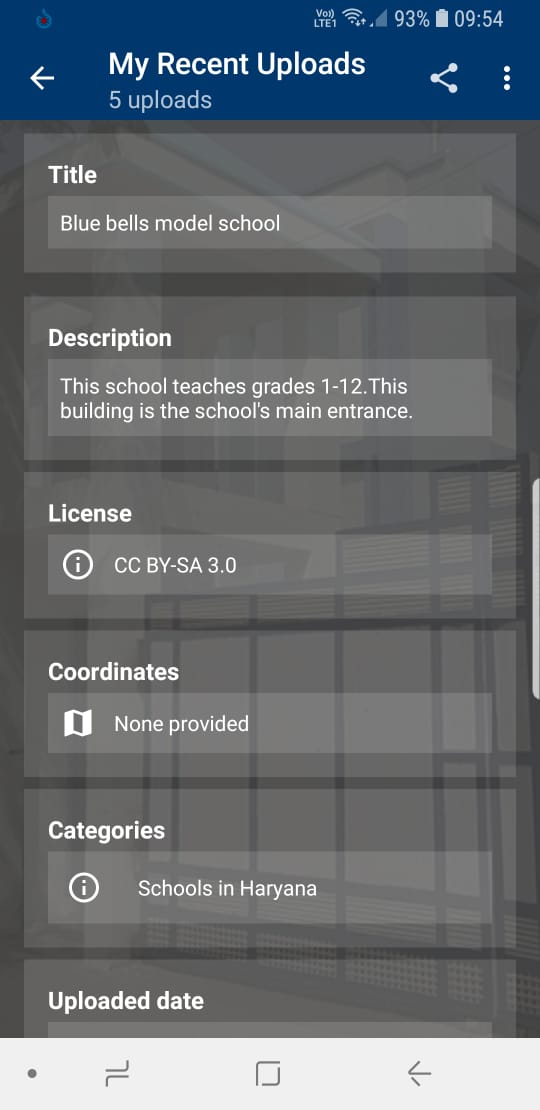 Vo))
LTE1 93% 09:54
My Recent Uploads
5 uploads
Title
Blue bells model school
Description
This school teaches grades 1-12.This
building is the school's main entrance.
License
CC BY-SA 3.0
Coordinates
None provided
Categories
Schools in Haryana
Uploaded date